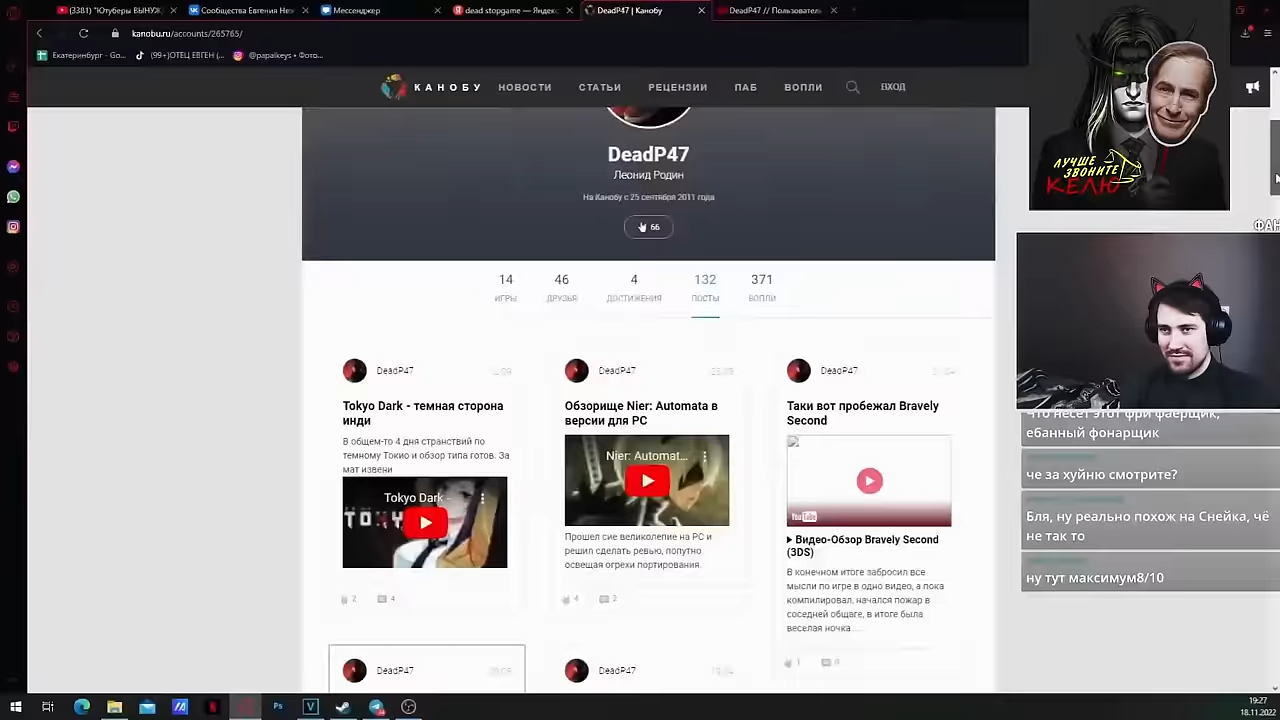 (3381) "Ютуберы ВЫНУЖ
Сообщества Евгения Не
Мессенджер
dead stopgame — Яндекс
DeadP47 | Канобу
DeadP47 // Пользователь
kanobu.ru/accounts/265765/
Екатеринбург - Go...
(99+)ОТЕЦ ЕВГЕН (...
@papaikeys • Фото...
КАНОБУ
НОВОСТИ
СТАТЬИ
РЕЦЕНЗИИ
ПАБ
ВОПЛИ
ВХОД
DeadP47
Леонид Родин
На Канобу с 25 сентября 2011 года
66
14
46
4
132
371
ИГРЫ
ДРУЗЬЯ
ДОСТИЖЕНИЯ
ПОСТЫ
ВОПЛИ
DeadP47
Tokyo Dark - темная сторона
инди
В общем-то 4 дня странствий по
темному Токио и обзор типа готов. За
мат извени
Tokyo Dark -
2
4
DeadP47
Обзорище Nier: Automata в
версии для PC
Nier: Automat...
Прошел сие великолепие на PC и
решил сделать ревью, попутно
освещая огрехи портирования.
4
2
DeadP47
Таки вот пробежал Bravely
Second
YouTube
Видео-Обзор Bravely Second
(3DS)
В конечном итоге забросил все
мысли по игре в одно видео, а пока
компилировал, начался пожар в
соседней общаге, в итоге была
веселая ночка....
1
0
DeadP47
DeadP47
ЛУЧШЕ
ЗВОНИТЕ
КЕЛЮ
ФАН
Что несет этот фри фаерщик,
ебанный фонарщик
че за хуйню смотрите?
Бля, ну реально похож на Снейка, чё
не так то
ну тут максимум8/10
19:27
18.11.2022